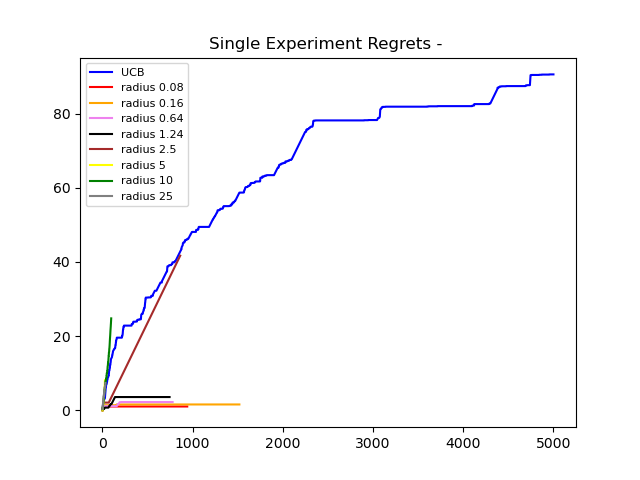 Single Experiment Regrets -
UCB
radius 0.08
radius 0.16
radius 0.64
radius 1.24
radius 2.5
radius 5
radius 10
radius 25
80
60
40
20
0
0 1000 2000 3000 4000 5000